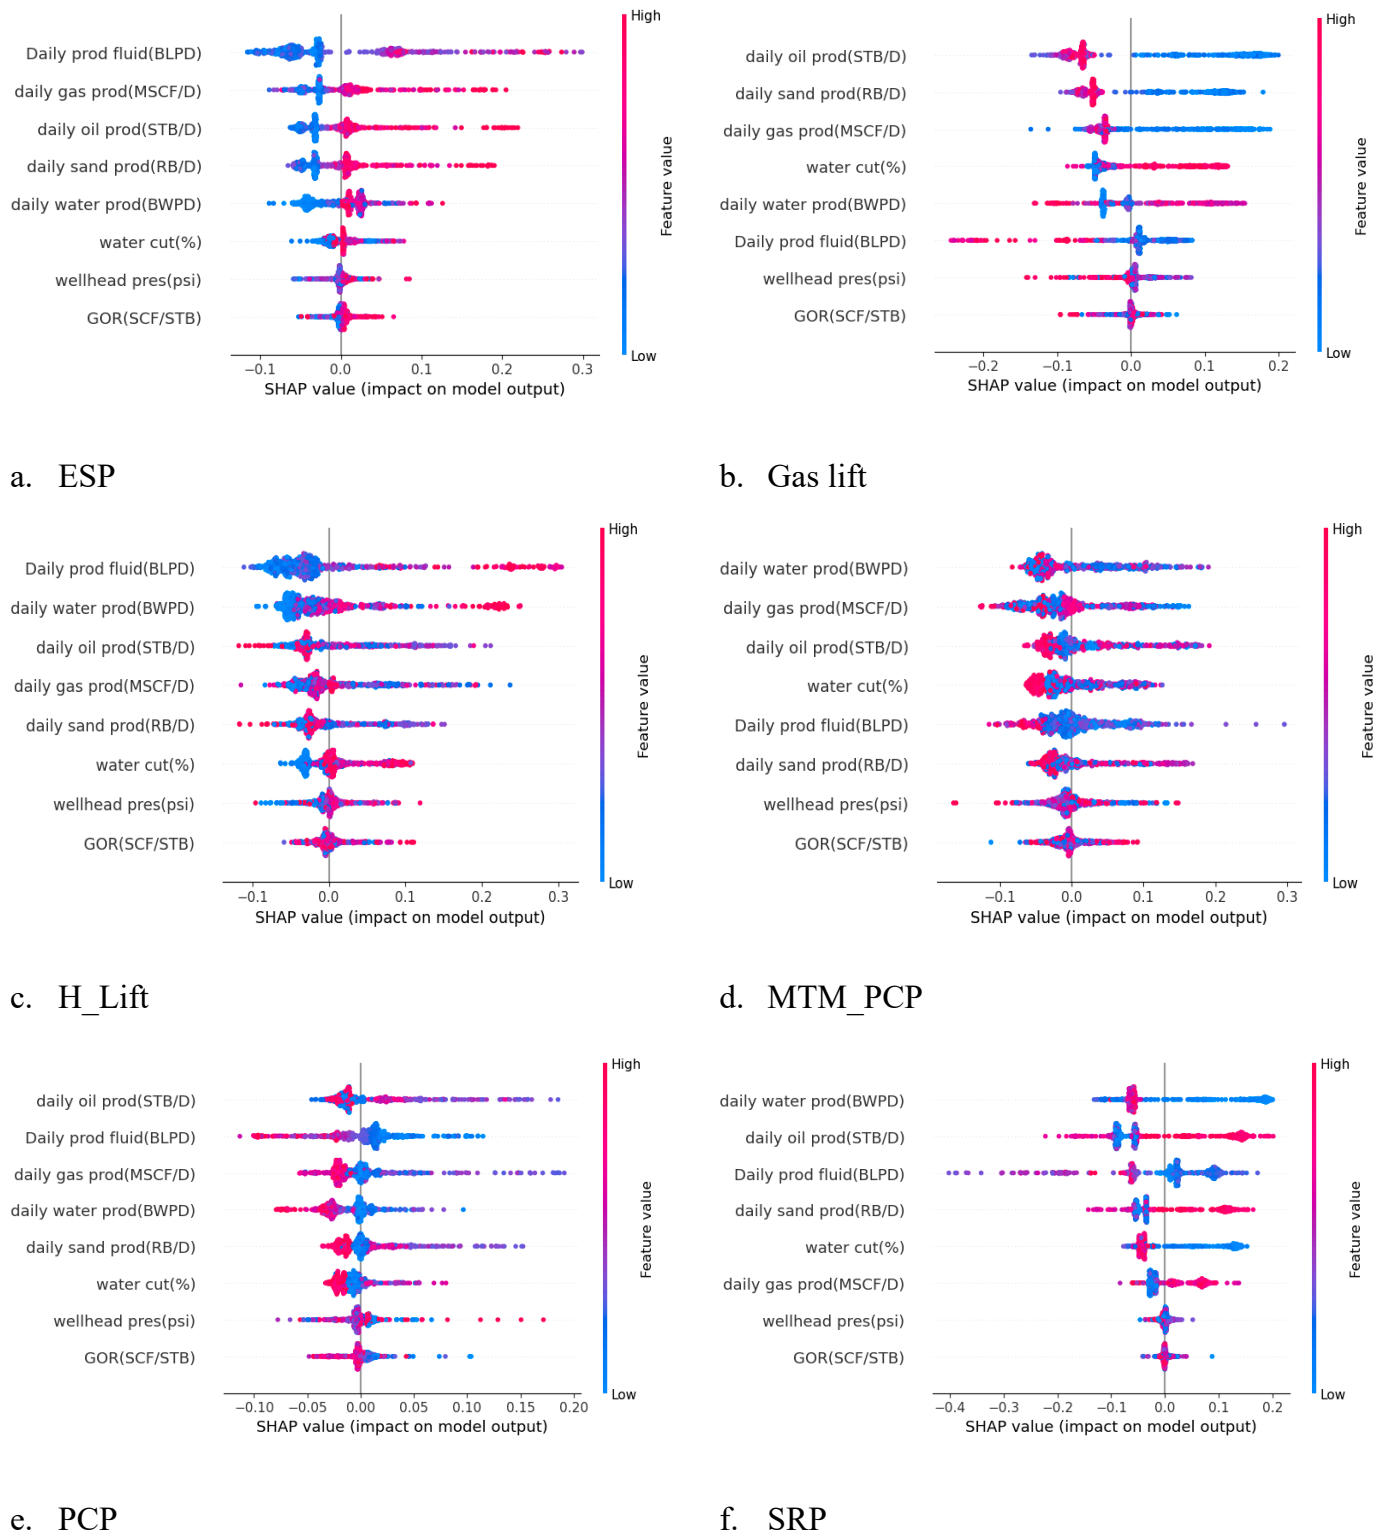 High
Daily prod fluid(BLPD)
daily gas prod(MSCF/D)
daily oil prod(STB/D)
daily sand prod(RB/D)
daily water prod(BWPD)
water cut(%)
wellhead pres(psi)
GOR(SCF/STB)
Feature value
Low
−0.1 0.0 0.1 0.2 0.3
SHAP value (impact on model output)
a. ESP
High
daily oil prod(STB/D)
daily sand prod(RB/D)
daily gas prod(MSCF/D)
water cut(%)
daily water prod(BWPD)
Daily prod fluid(BLPD)
wellhead pres(psi)
GOR(SCF/STB)
Feature value
Low
−0.2 −0.1 0.0 0.1 0.2
SHAP value (impact on model output)
b. Gas lift
High
Daily prod fluid(BLPD)
daily water prod(BWPD)
daily oil prod(STB/D)
daily gas prod(MSCF/D)
daily sand prod(RB/D)
water cut(%)
wellhead pres(psi)
GOR(SCF/STB)
Feature value
Low
−0.1 0.0 0.1 0.2 0.3
SHAP value (impact on model output)
c. H_Lift
High
daily water prod(BWPD)
daily gas prod(MSCF/D)
daily oil prod(STB/D)
water cut(%)
Daily prod fluid(BLPD)
daily sand prod(RB/D)
wellhead pres(psi)
GOR(SCF/STB)
Feature value
Low
−0.1 0.0 0.1 0.2 0.3
SHAP value (impact on model output)
d. MTM_PCP
High
daily oil prod(STB/D)
Daily prod fluid(BLPD)
daily gas prod(MSCF/D)
daily water prod(BWPD)
daily sand prod(RB/D)
water cut(%)
wellhead pres(psi)
GOR(SCF/STB)
Feature value
Low
−0.10 −0.05 0.00 0.05 0.10 0.15 0.20
SHAP value (impact on model output)
e. PCP
High
daily water prod(BWPD)
daily oil prod(STB/D)
Daily prod fluid(BLPD)
daily sand prod(RB/D)
water cut(%)
daily gas prod(MSCF/D)
wellhead pres(psi)
GOR(SCF/STB)
Feature value
Low
−0.4 −0.3 −0.2 −0.1 0.0 0.1 0.2
SHAP value (impact on model output)
f. SRP